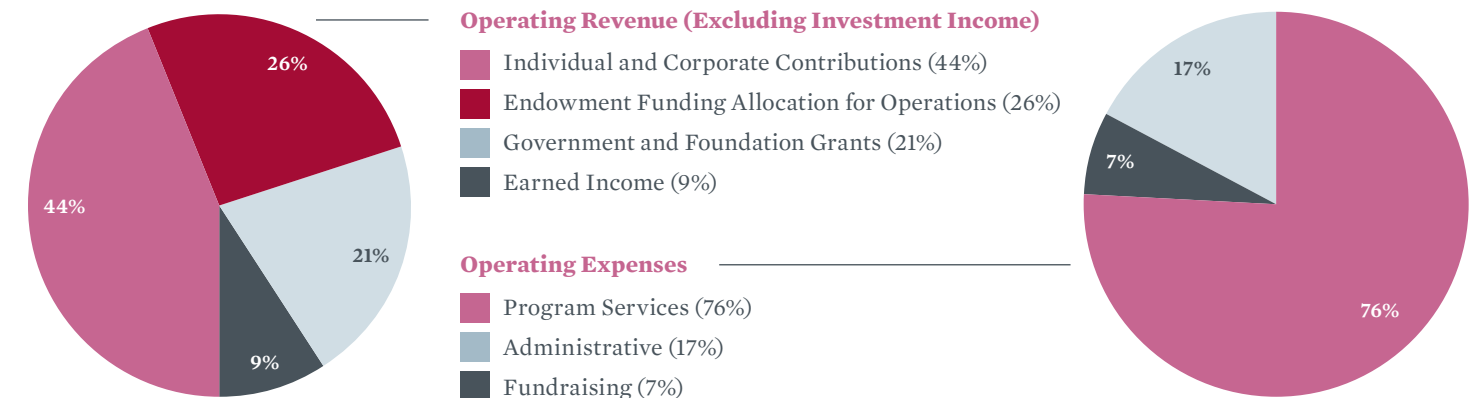 26%
44%
21%
9%
Operating Revenue (Excluding Investment Income)
Individual and Corporate Contributions (44%)
Endowment Funding Allocation for Operations (26%)
Government and Foundation Grants (21%)
Earned Income (9%)
Operating Expenses
Program Services (76%)
Administrative (17%)
Fundraising (7%)
17%
7%
76%